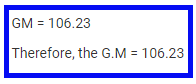 GM = 106.23
Therefore, the G.M = 106.23